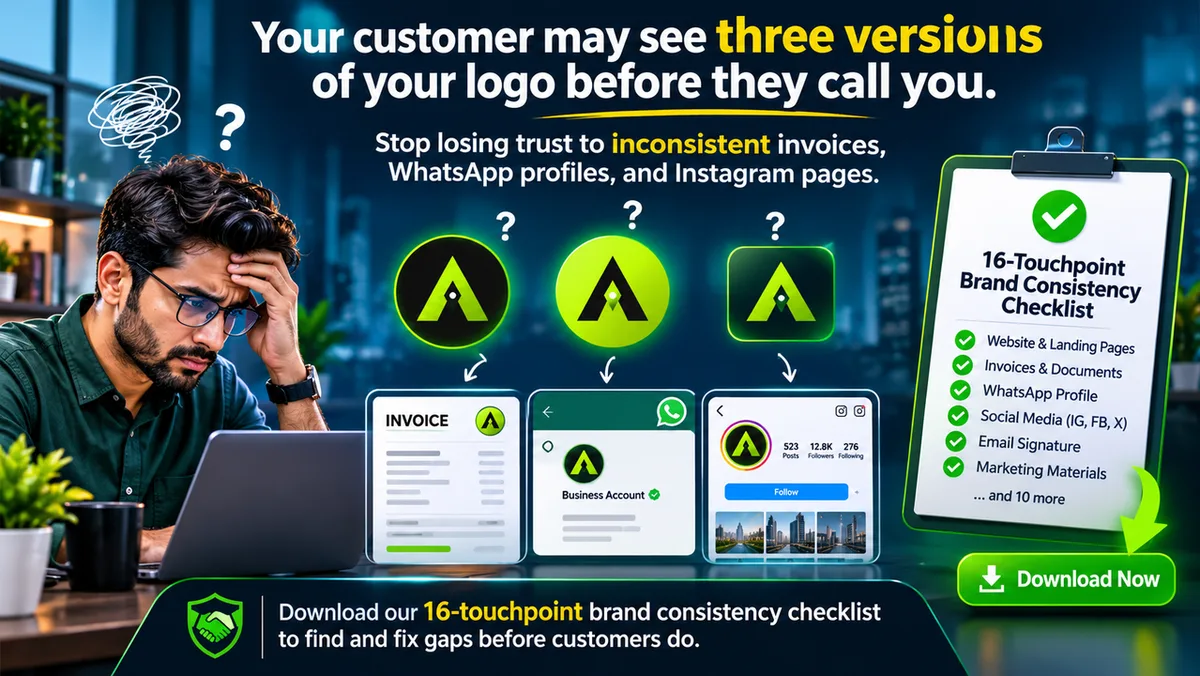 Your customer may see three versions
of your logo before they call you.
Stop losing trust to inconsistent invoices,
WhatsApp profiles, and Instagram pages.
?
?
?
?
INVOICE
Business Account
523
12.8K
276
Posts
Followers
Following
Follow
+
16-Touchpoint
Brand Consistency
Checklist
Website & Landing Pages
Invoices & Documents
WhatsApp Profile
Social Media (IG, FB, X)
Email Signature
Marketing Materials
... and 10 more
Download Now
Download our 16-touchpoint brand consistency checklist
to find and fix gaps before customers do.